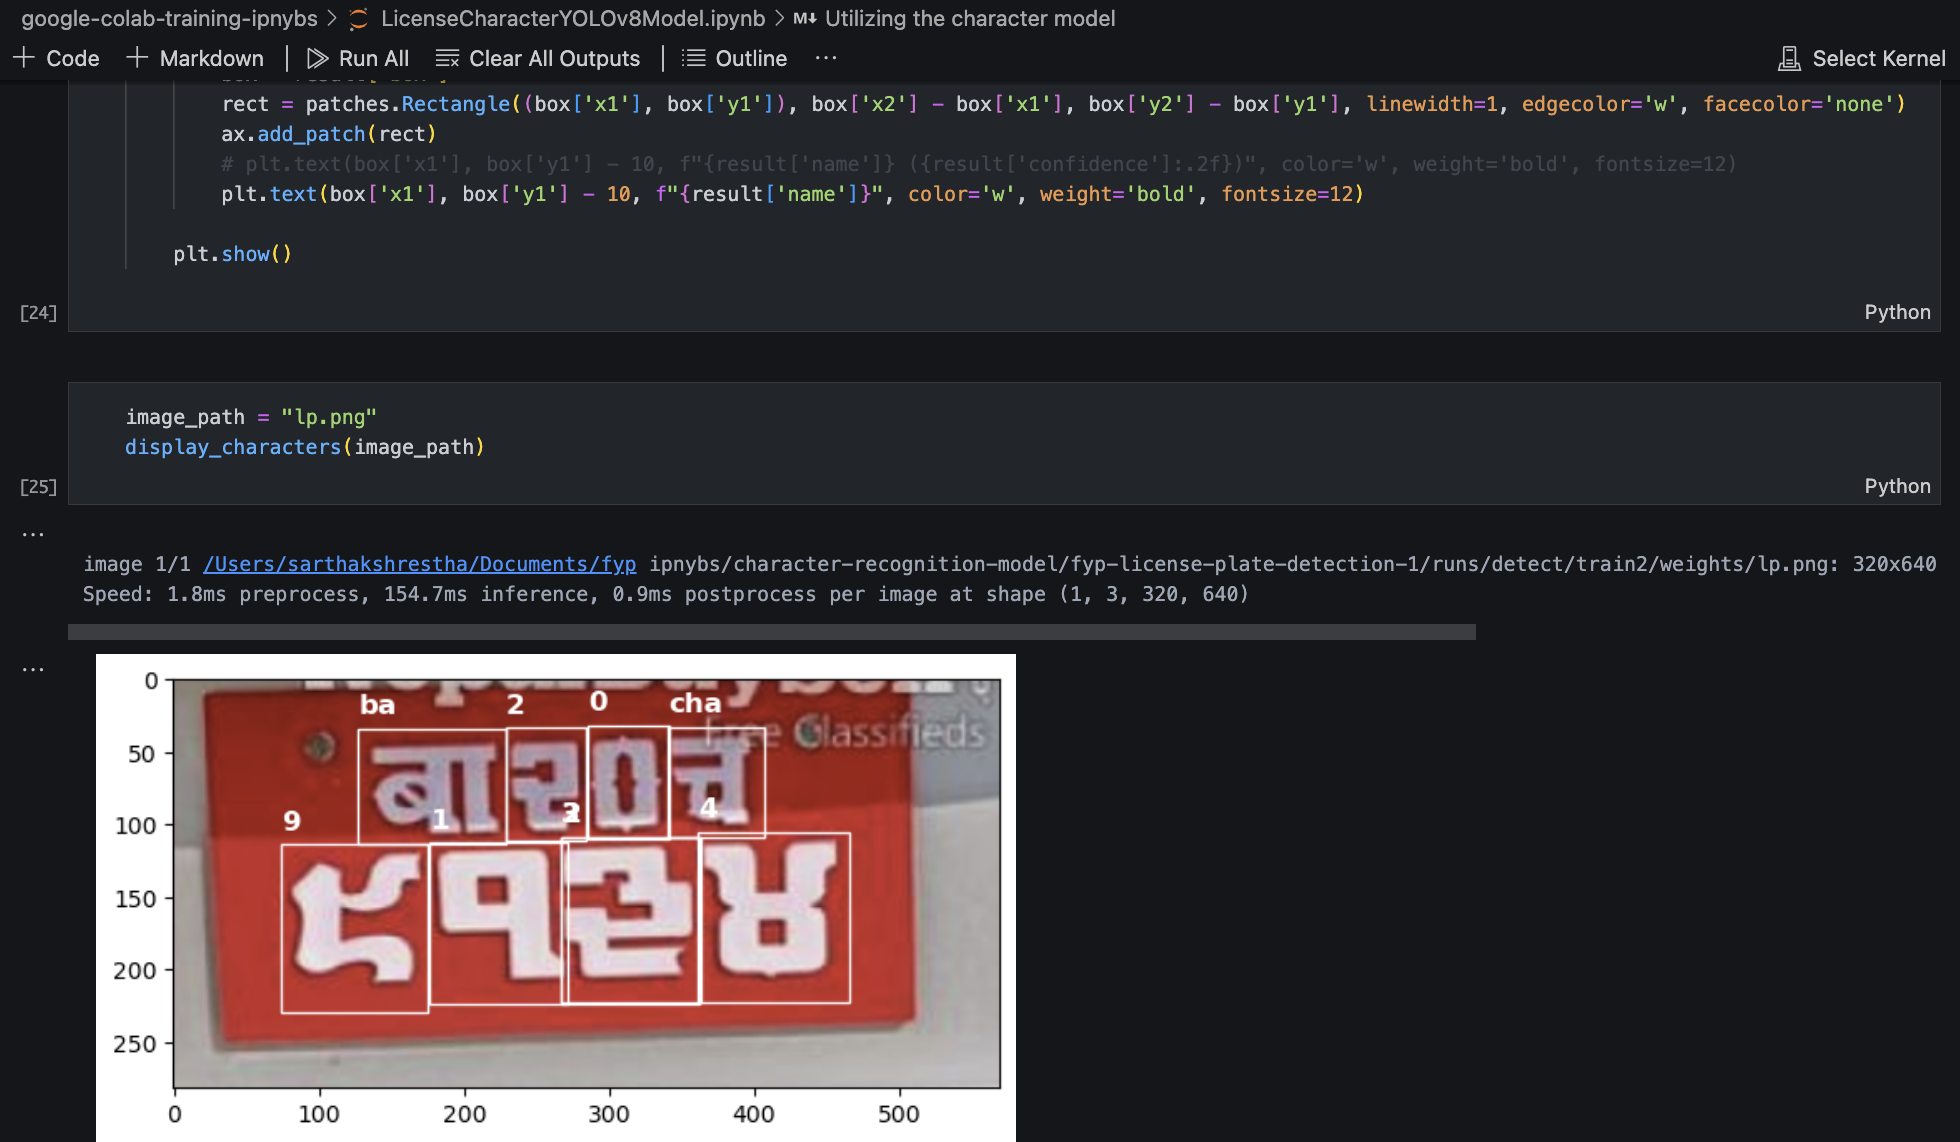 google-colab-training-ipnybs > LicenseCharacterYOLOv8Model.ipynb > M↓ Utilizing the character model
+ Code + Markdown | Run All Clear All Outputs | Outline ... Select Kernel
rect = patches.Rectangle((box['x1'], box['y1']), box['x2'] - box['x1'], box['y2'] - box['y1'], linewidth=1, edgecolor='w', facecolor='none')
ax.add_patch(rect)
# plt.text(box['x1'], box['y1'] - 10, f"{result['name']} ({result['confidence']:.2f})", color='w', weight='bold', fontsize=12)
plt.text(box['x1'], box['y1'] - 10, f"{result['name']}", color='w', weight='bold', fontsize=12)
plt.show()
[24] Python
image_path = "lp.png"
display_characters(image_path)
[25] Python
...
image 1/1 /Users/sarthakshrestha/Documents/fyp ipnybs/character-recognition-model/fyp-license-plate-detection-1/runs/detect/train2/weights/lp.png: 320x640
Speed: 1.8ms preprocess, 154.7ms inference, 0.9ms postprocess per image at shape (1, 3, 320, 640)
...
0
ba 2 0 cha
Free Classifieds
50
बा २० च
9 1 4
100
150
९१३४
200
250
0 100 200 300 400 500